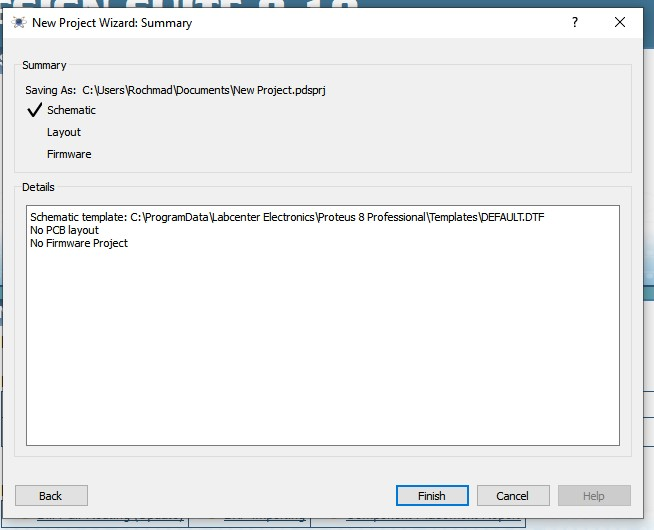 New Project Wizard: Summary
Summary
Saving As: C:\Users\Rochmad\Documents\New Project.pdsprj
Schematic
Layout
Firmware
Details
Schematic template: C:\ProgramData\Labcenter Electronics\Proteus 8 Professional\Templates\DEFAULT.DTF
No PCB layout
No Firmware Project
Back
Finish
Cancel
Help